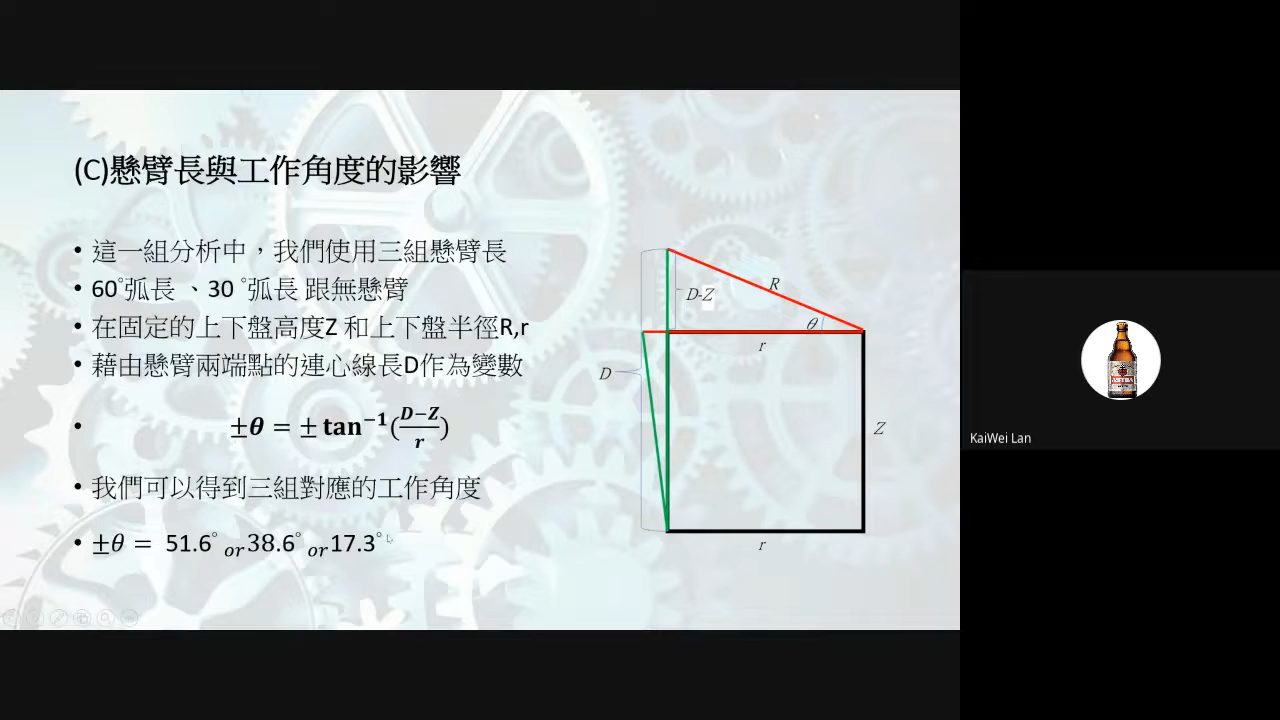 (C)懸臂長與工作角度的影響
• 這一組分析中，我們使用三組懸臂長
• 60°弧長 、30 °弧長 跟無懸臂
• 在固定的上下盤高度Z 和上下盤半徑R,r
• 藉由懸臂兩端點的連心線長D作為變數
• ±θ = ± tan⁻¹(D−Z/r)
• 我們可以得到三組對應的工作角度
• ±θ = 51.6° or 38.6° or 17.3°
R
D-Z
θ
r
D
Z
r
KaiWei Lan